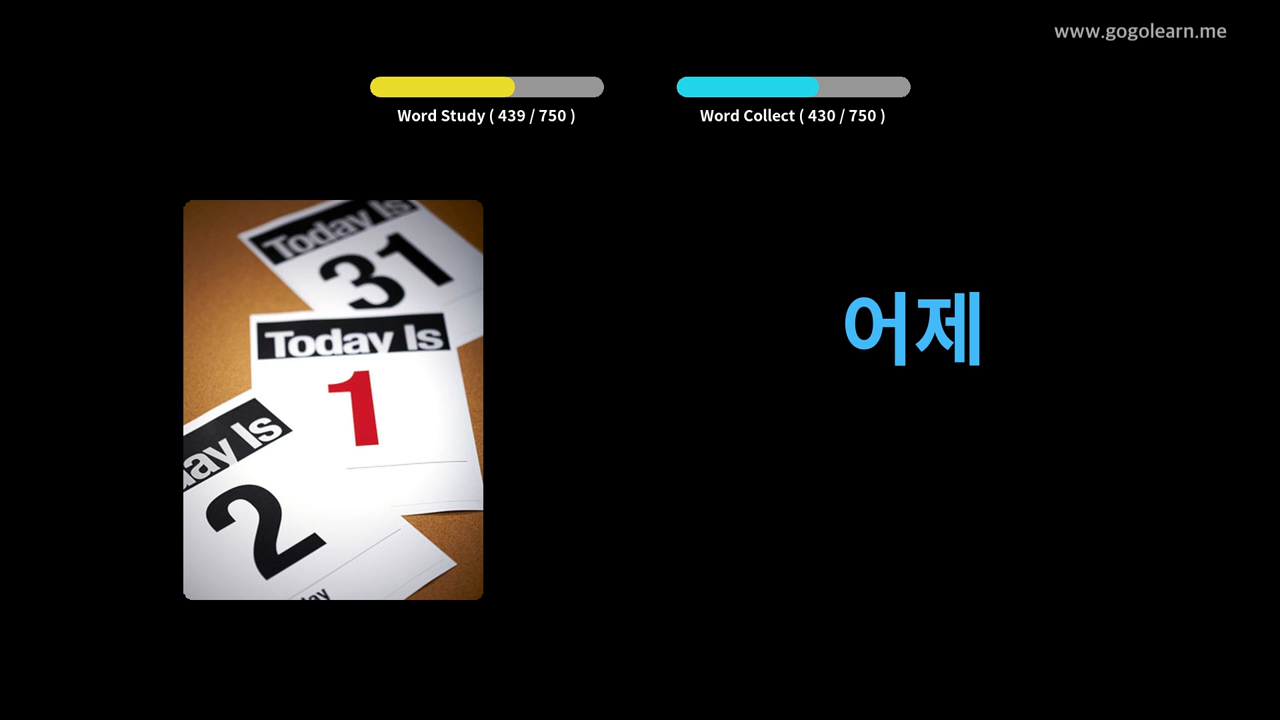 www.gogolearn.me
Word Study ( 439 / 750 )
Word Collect ( 430 / 750 )
Today Is
31
Today Is
1
어제
ay Is
2